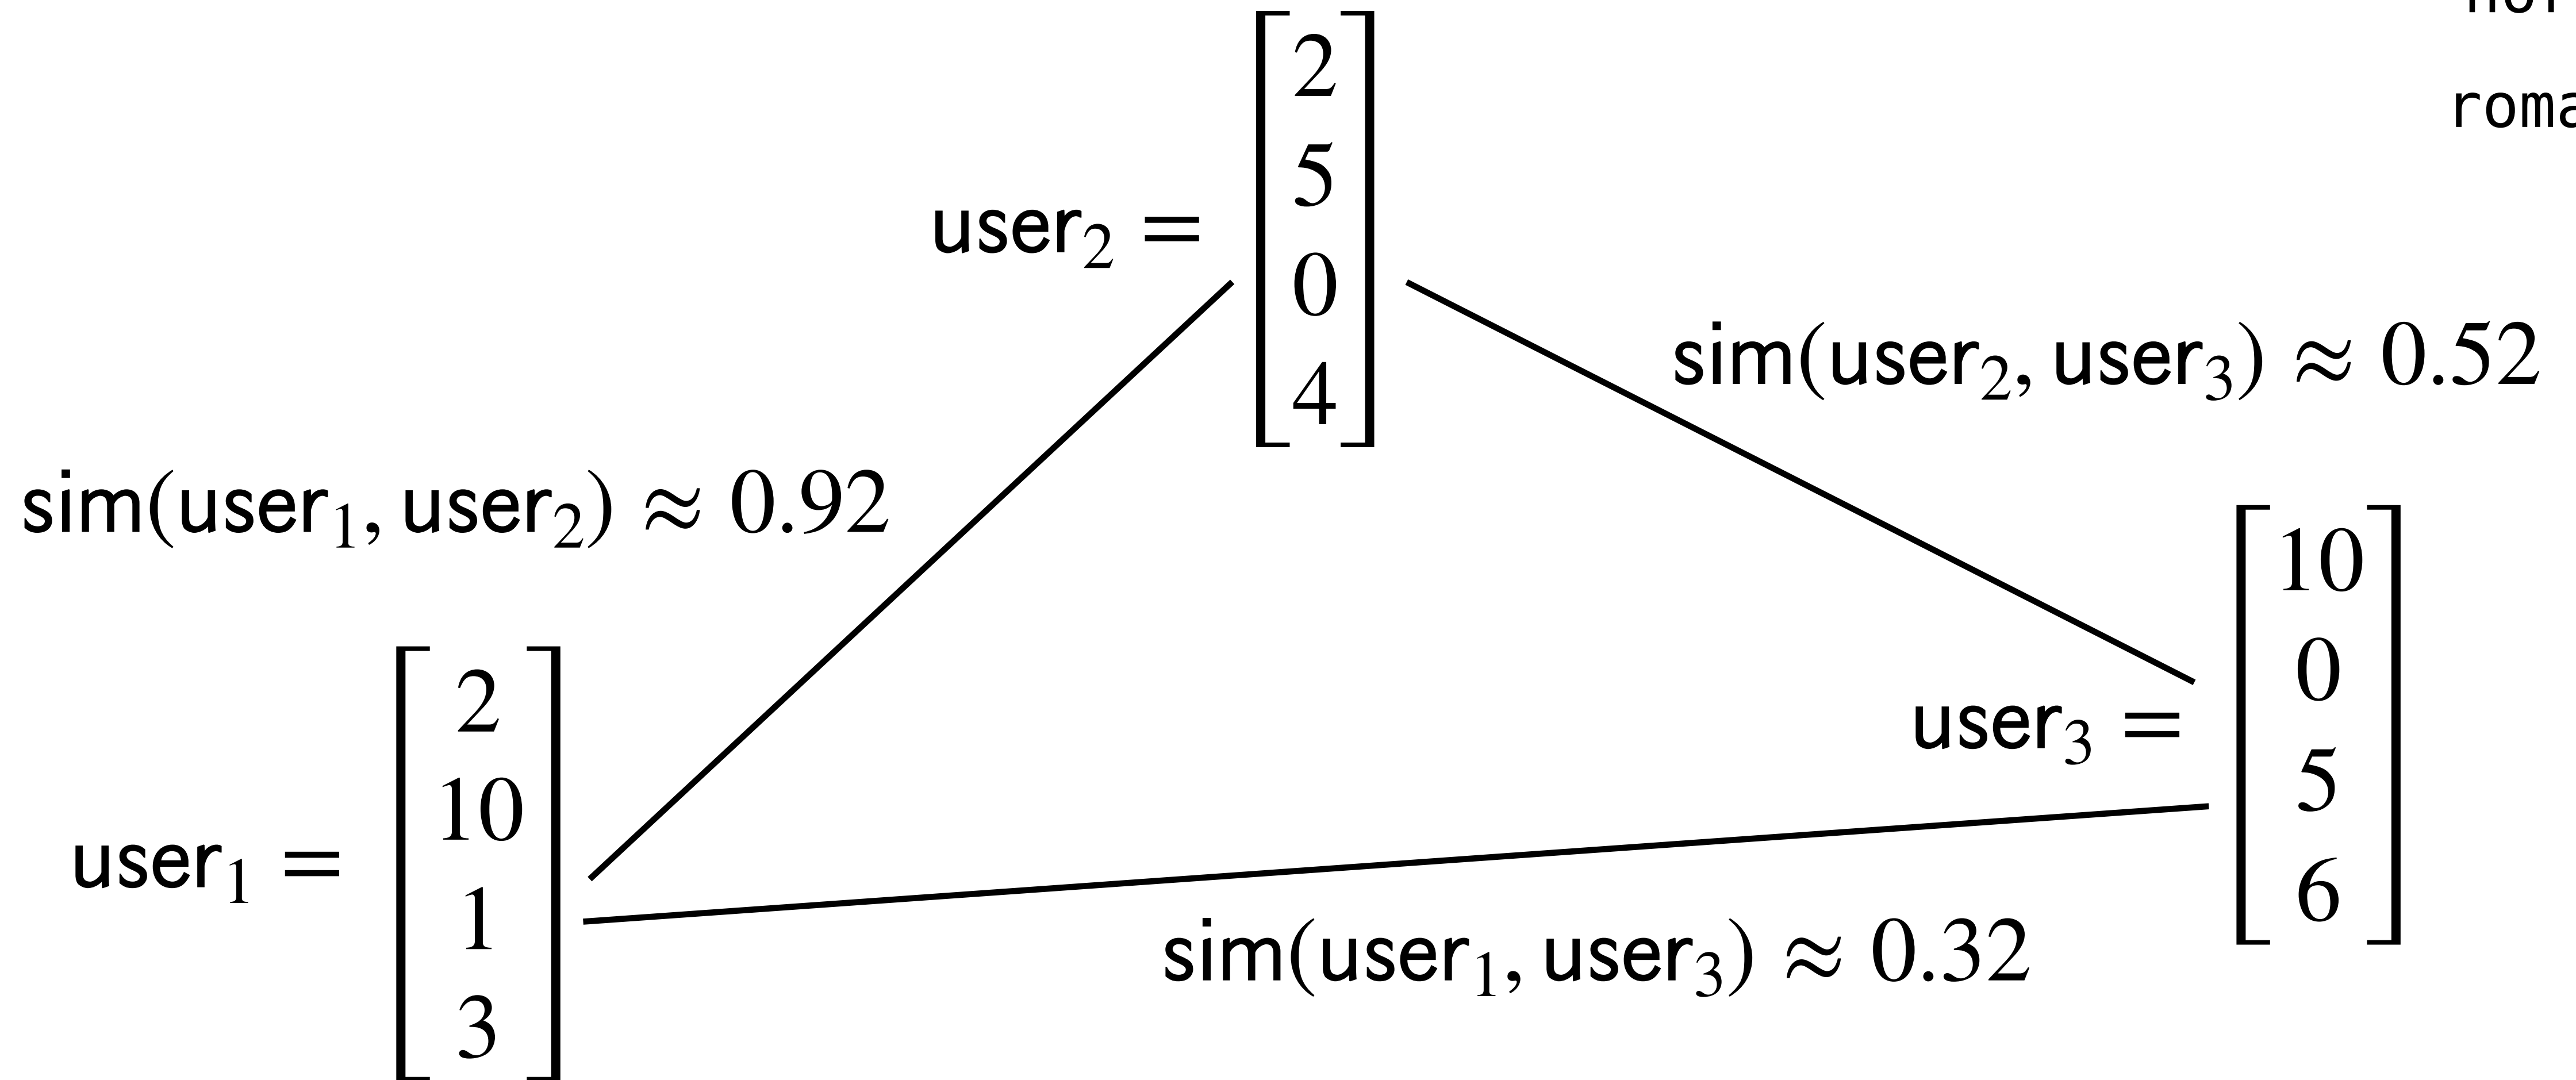 roma
user₂ =
2
5
0
4
sim(user₂, user₃) ≈ 0.52
sim(user₁, user₂) ≈ 0.92
user₃ =
10
0
5
6
user₁ =
2
10
1
3
sim(user₁, user₃) ≈ 0.32